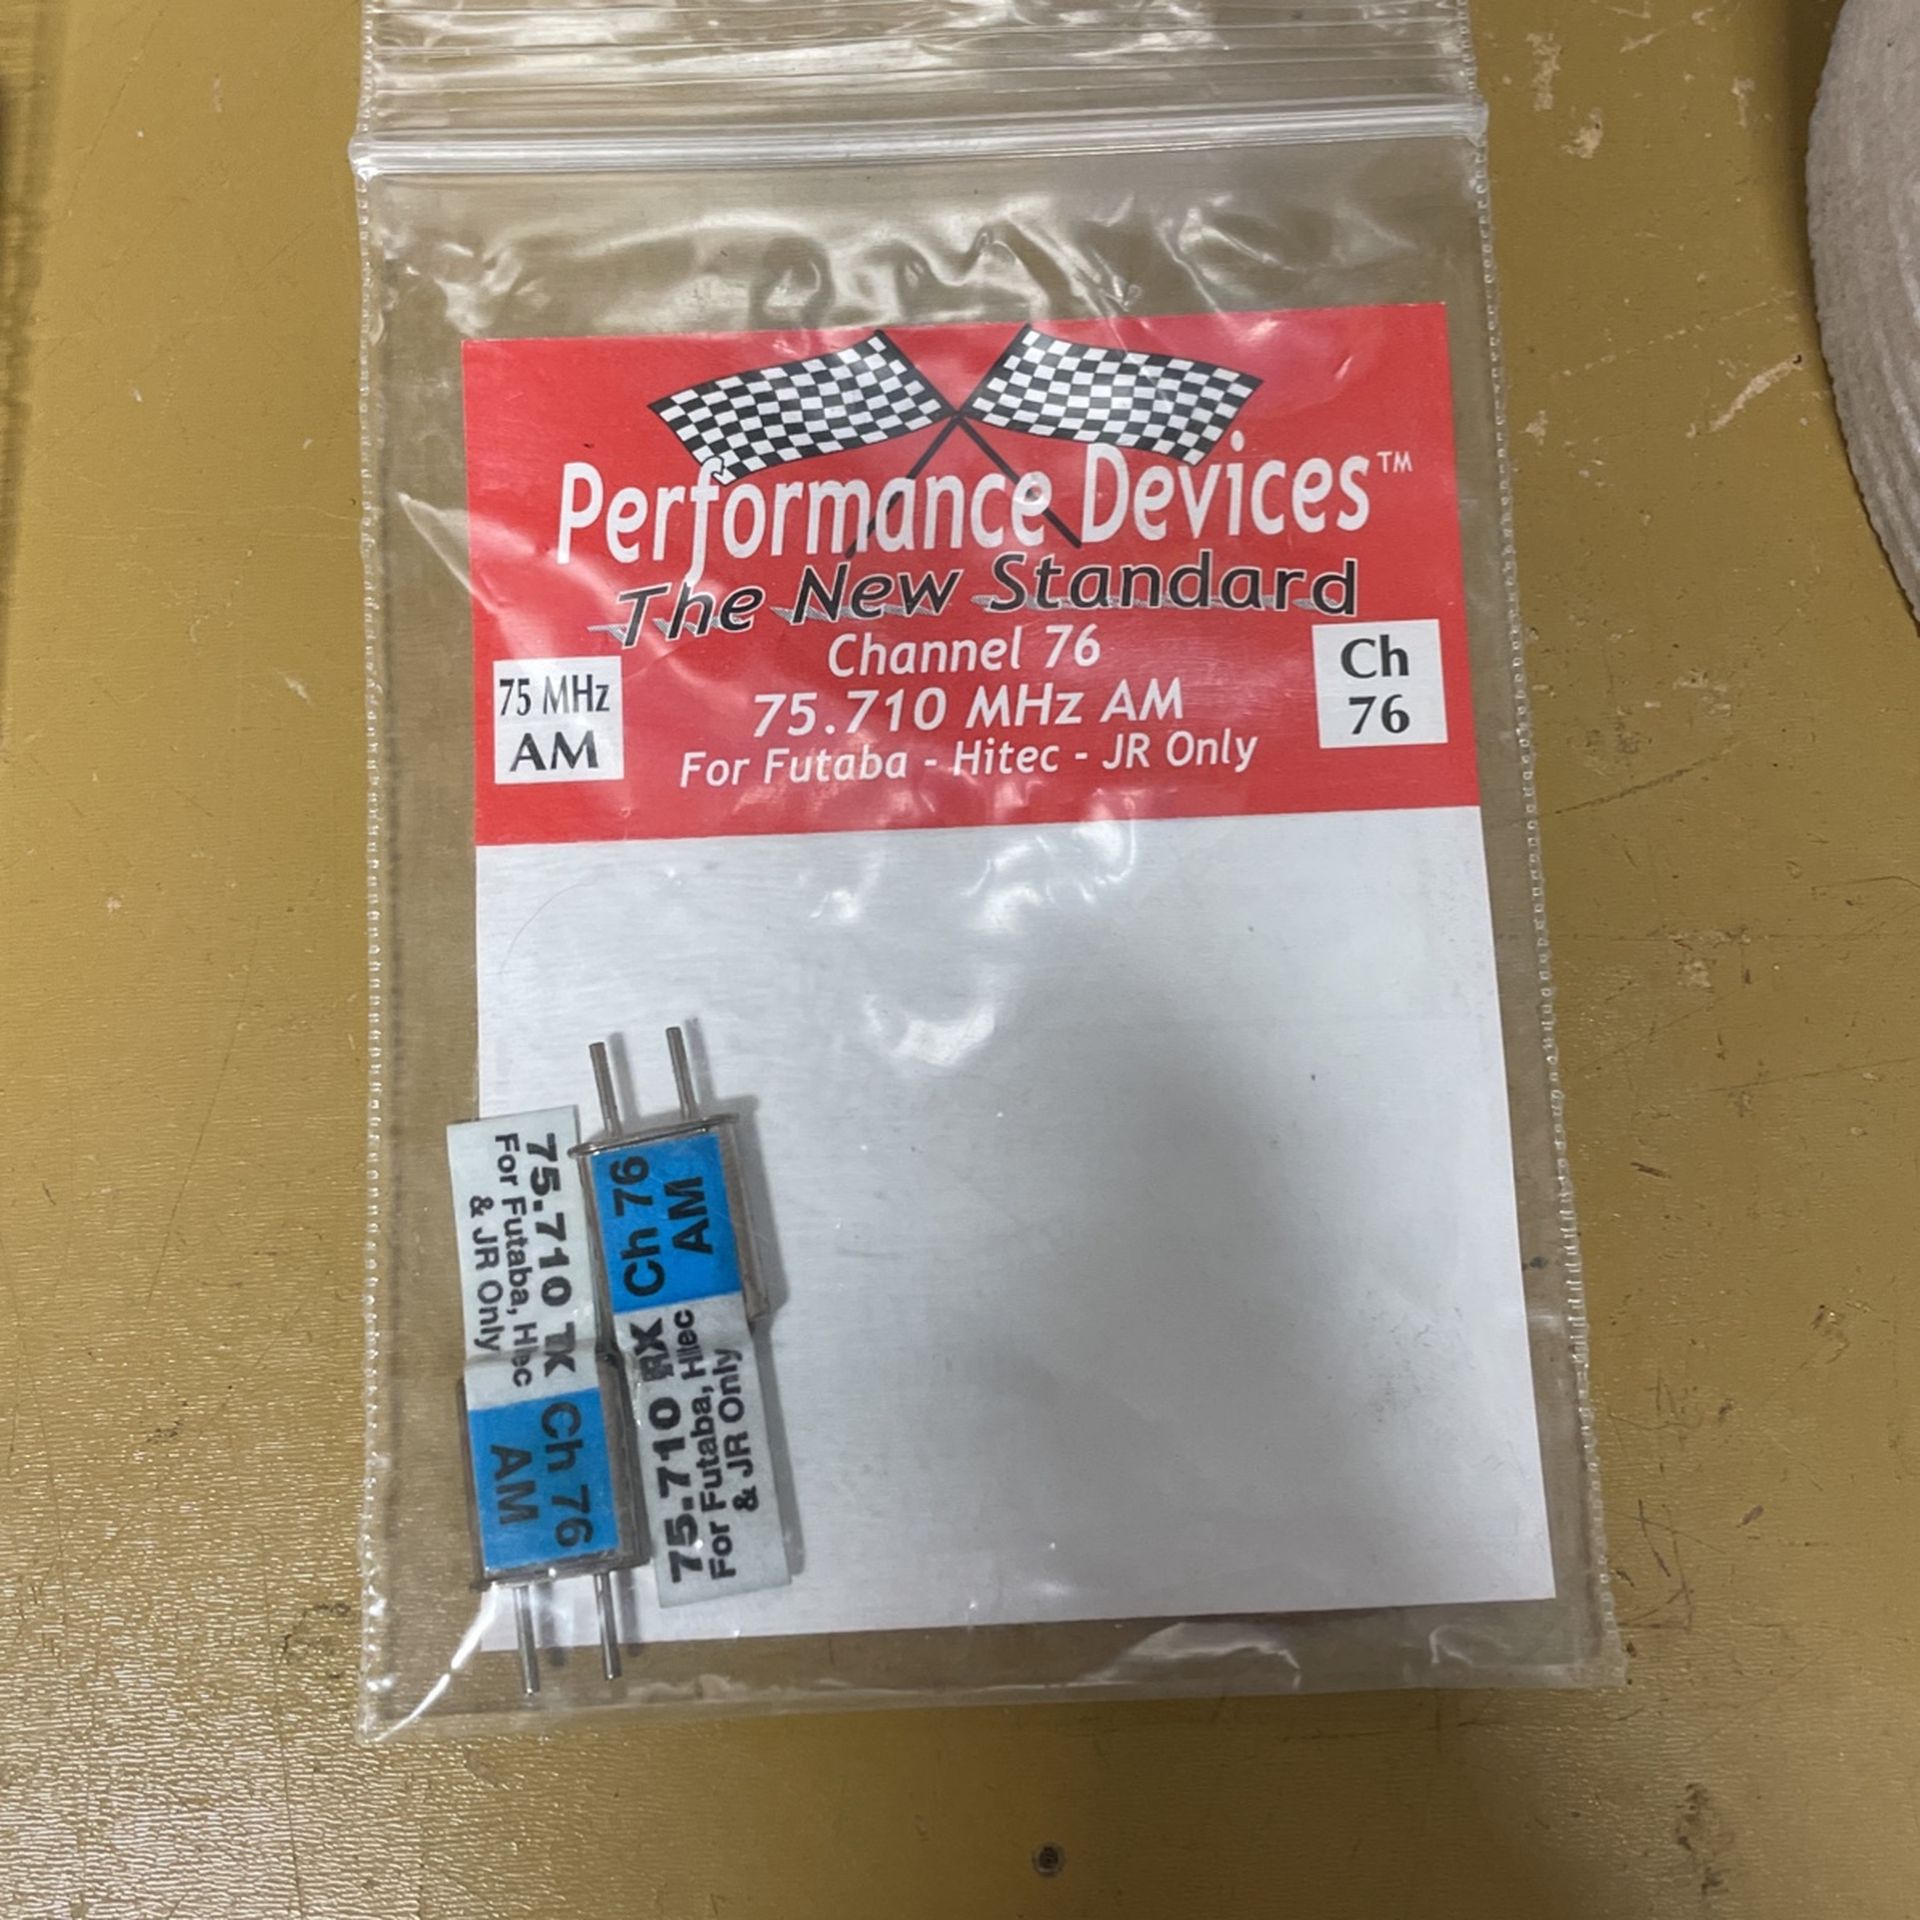 Performance Devices™
The New Standard
Channel 76
75.710 MHz AM
For Futaba - Hitec - JR Only
75 MHz
AM
Ch
76
75.710 TX Ch 76
For Futaba, HIec AM
& JR Only
75.710 RX Ch 76
For Futaba, HIec AM
& JR Only